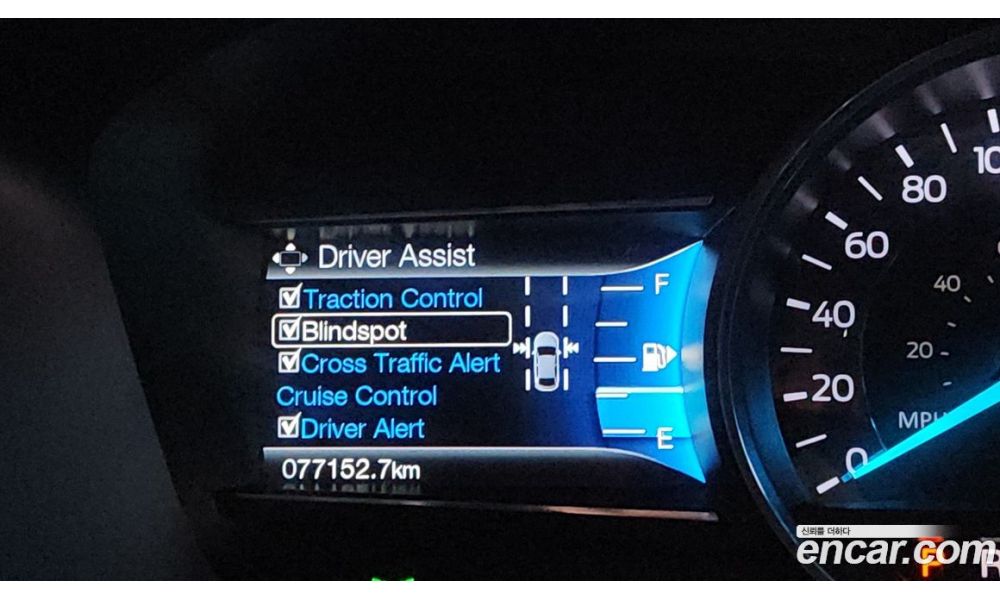 Driver Assist
Traction Control
Blindspot
Cross Traffic Alert
Cruise Control
Driver Alert
077152.7km
F
E
80
60
40
20
0
40
20
MPH
신뢰를 더하다
encar.com
P
R